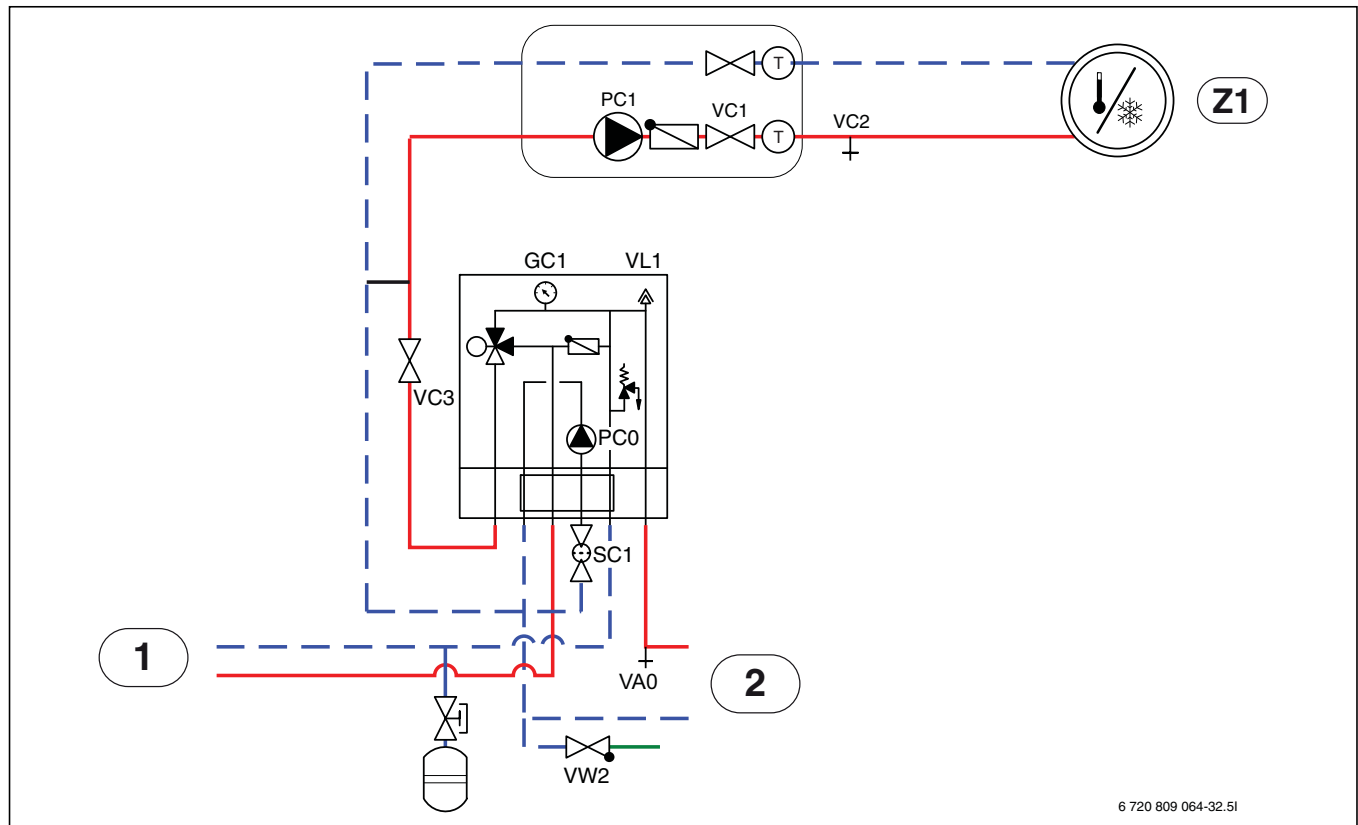 T
PC1
VC1
T
VC2
Z1
GC1
VL1
VC3
PC0
SC1
1
2
VA0
VW2
6 720 809 064-32.5I